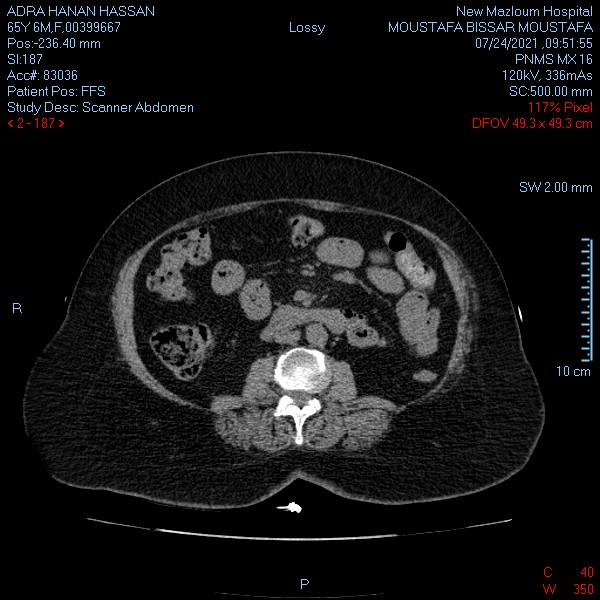 ADRA HANAN HASSAN
65Y 6M,F,00399667
Pos:-236.40 mm
SI:187
Acc#: 83036
Patient Pos: FFS
Study Desc: Scanner Abdomen
< 2 - 187 >
Lossy
New Mazloum Hospital
MOUSTAFA BISSAR MOUSTAFA
07/24/2021 ,09:51:55
PNMS MX 16
120kV, 336mAs
SC:500.00 mm
117% Pixel
DFOV 49.3 x 49.3 cm
SW 2.00 mm
R
10 cm
P
C 40
W 350